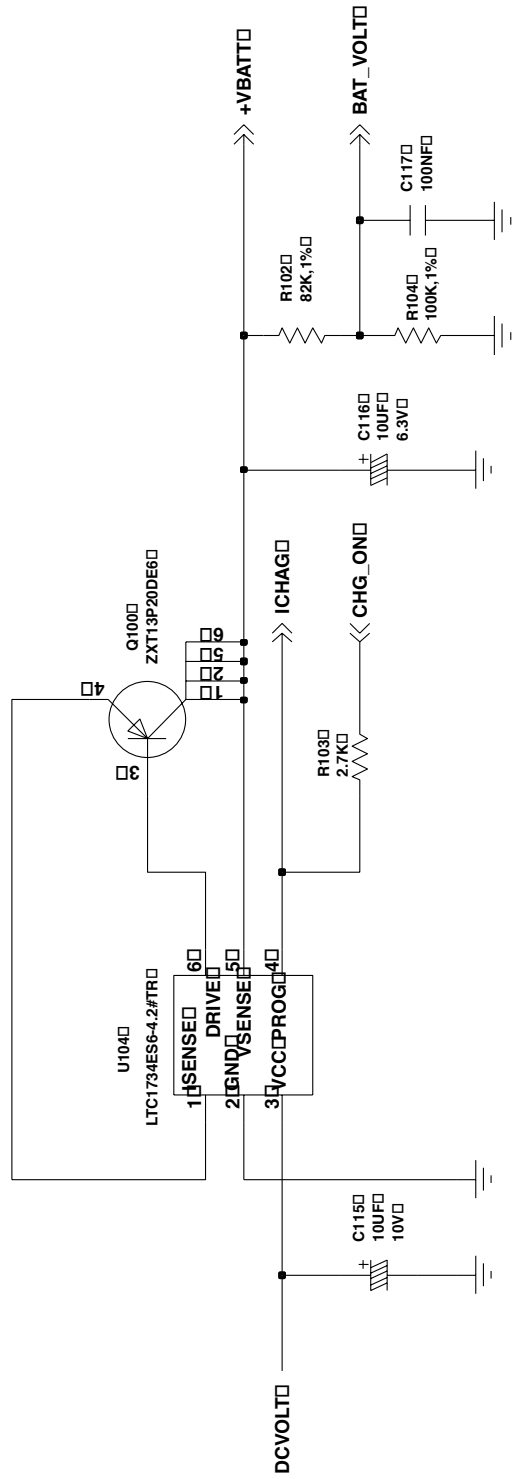 DCVOLT□
C115□
10UF□
10V□
U104□
LTC1734ES6-4.2#TR□
1□
2□
3□
ISENSE□
GND□
VCC□
DRIVE□
VSENSE□
PROG□
6□
5□
4□
Q100□
ZXT13P20DE6□
3□
4□
1□
2□
5□
6□
R103□
2.7K□
ICHAG□
CHG_ON□
C116□
10UF□
6.3V□
R102□
82K,1%□
R104□
100K,1%□
C117□
100NF□
+VBATT□
BAT_VOLT□